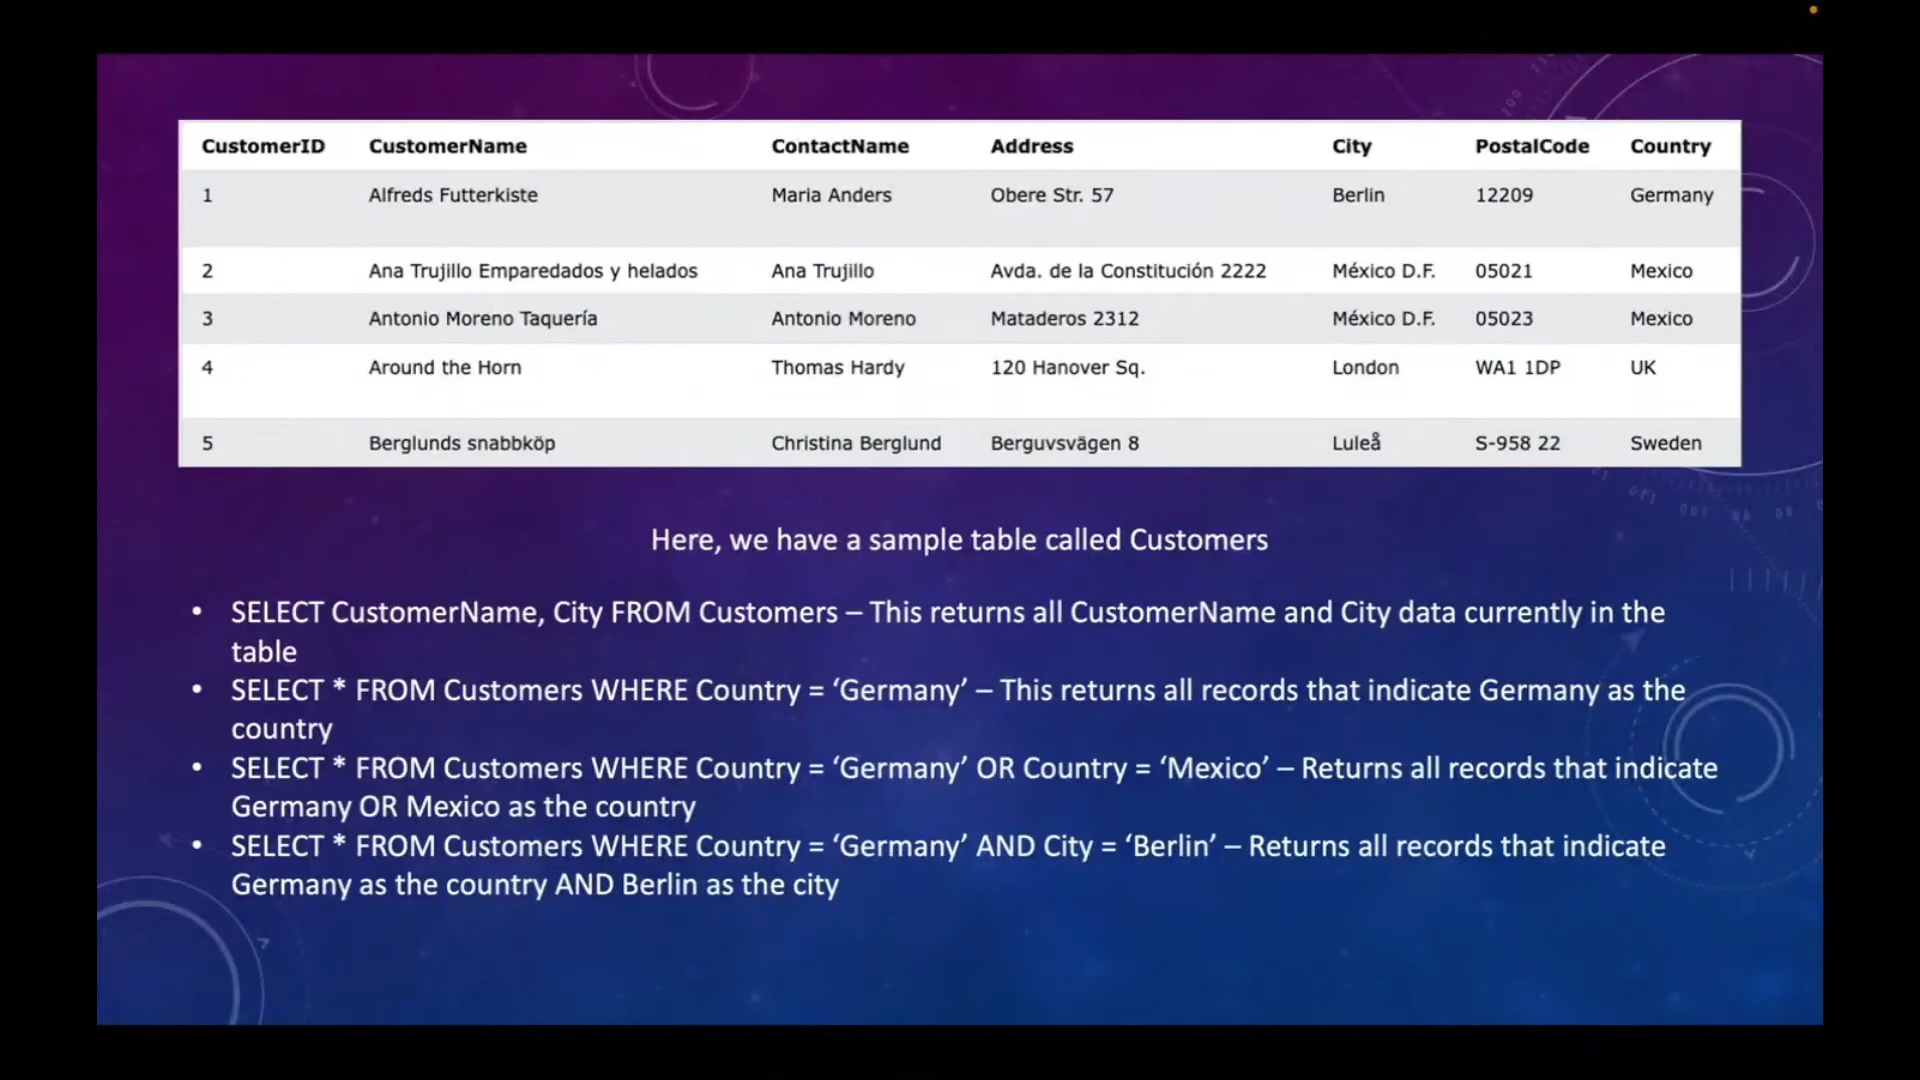 CustomerID CustomerName ContactName Address City PostalCode Country
1 Alfreds Futterkiste Maria Anders Obere Str. 57 Berlin 12209 Germany
2 Ana Trujillo Emparedados y helados Ana Trujillo Avda. de la Constitución 2222 México D.F. 05021 Mexico
3 Antonio Moreno Taquería Antonio Moreno Mataderos 2312 México D.F. 05023 Mexico
4 Around the Horn Thomas Hardy 120 Hanover Sq. London WA1 1DP UK
5 Berglunds snabbköp Christina Berglund Berguvsvägen 8 Luleå S-958 22 Sweden
Here, we have a sample table called Customers
• SELECT CustomerName, City FROM Customers – This returns all CustomerName and City data currently in the
table
• SELECT * FROM Customers WHERE Country = ‘Germany’ – This returns all records that indicate Germany as the
country
• SELECT * FROM Customers WHERE Country = ‘Germany’ OR Country = ‘Mexico’ – Returns all records that indicate
Germany OR Mexico as the country
• SELECT * FROM Customers WHERE Country = ‘Germany’ AND City = ‘Berlin’ – Returns all records that indicate
Germany as the country AND Berlin as the city